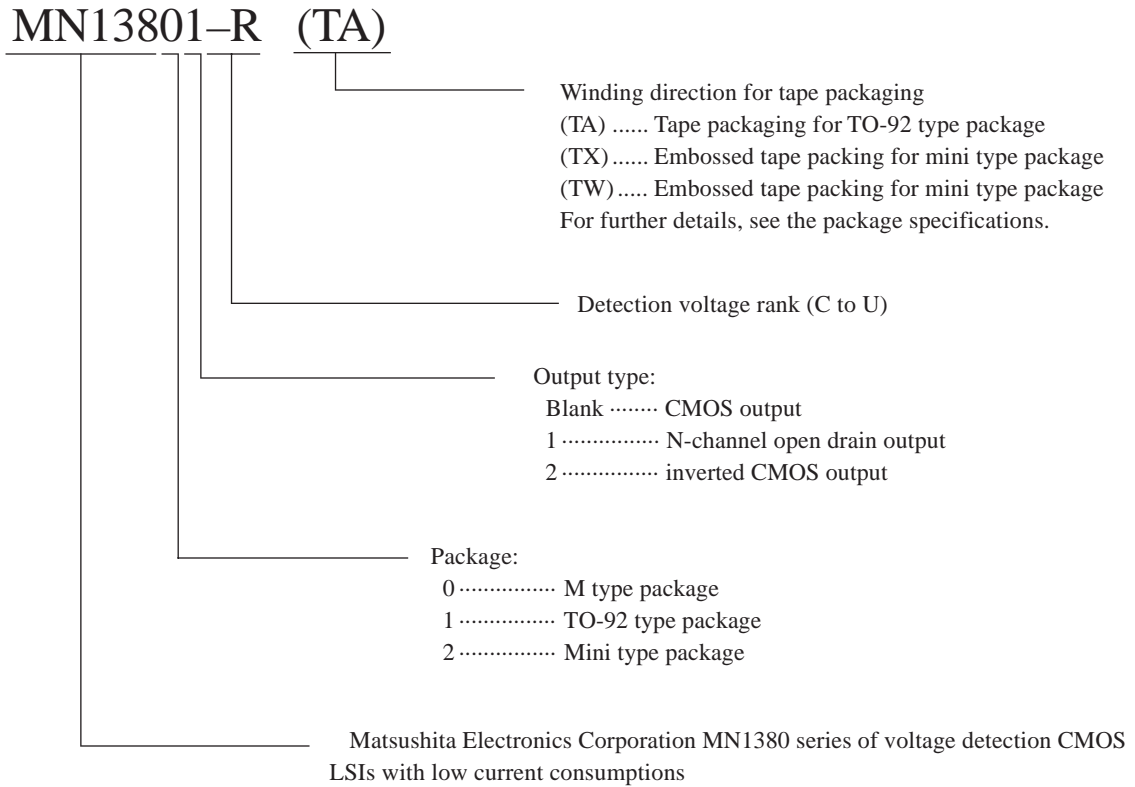 MN13801–R (TA)
Winding direction for tape packaging
(TA) ...... Tape packaging for TO-92 type package
(TX) ...... Embossed tape packing for mini type package
(TW) ..... Embossed tape packing for mini type package
For further details, see the package specifications.
Detection voltage rank (C to U)
Output type:
Blank ········ CMOS output
1 ················ N-channel open drain output
2 ················ inverted CMOS output
Package:
0 ················ M type package
1 ················ TO-92 type package
2 ················ Mini type package
Matsushita Electronics Corporation MN1380 series of voltage detection CMOS
LSIs with low current consumptions